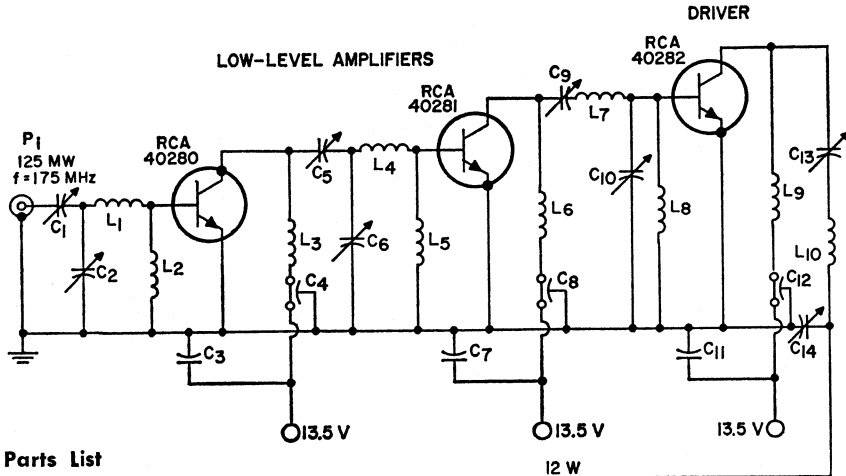 DRIVER
LOW-LEVEL AMPLIFIERS
RCA
40282
RCA
40281
RCA
40280
P1
125 MW
f = 175 MHz
C1
L1
C2
L2
C3
L3
C4
C5
L4
C6
L5
C7
L6
C8
C9
L7
C10
L8
C11
L9
C12
C13
L10
C14
13.5 V
13.5 V
13.5 V
12 W
Parts List